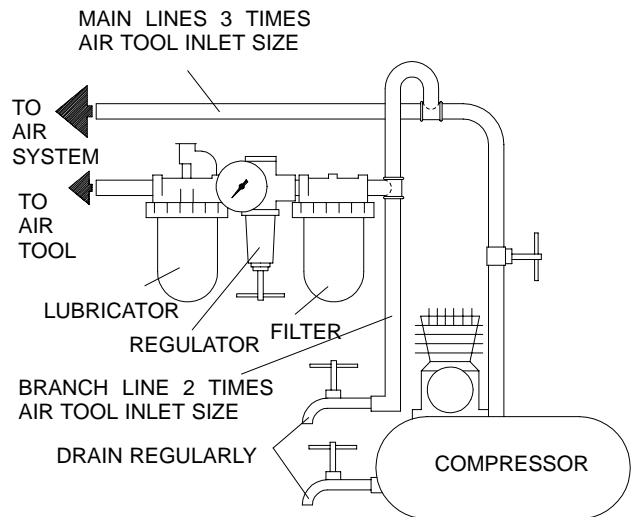 MAIN LINES 3 TIMES
AIR TOOL INLET SIZE
TO
AIR
SYSTEM
TO
AIR
TOOL
LUBRICATOR
REGULATOR
FILTER
BRANCH LINE 2 TIMES
AIR TOOL INLET SIZE
DRAIN REGULARLY
COMPRESSOR